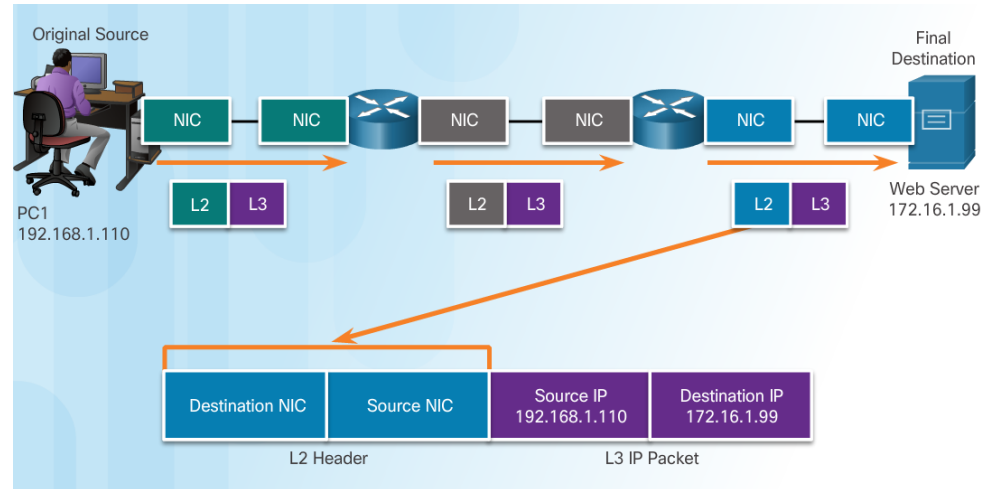 Original Source
Final
Destination
NIC
NIC
NIC
NIC
NIC
NIC
L2
L3
L2
L3
L2
L3
PC1
192.168.1.110
Web Server
172.16.1.99
Destination NIC
Source NIC
Source IP
192.168.1.110
Destination IP
172.16.1.99
L2 Header
L3 IP Packet